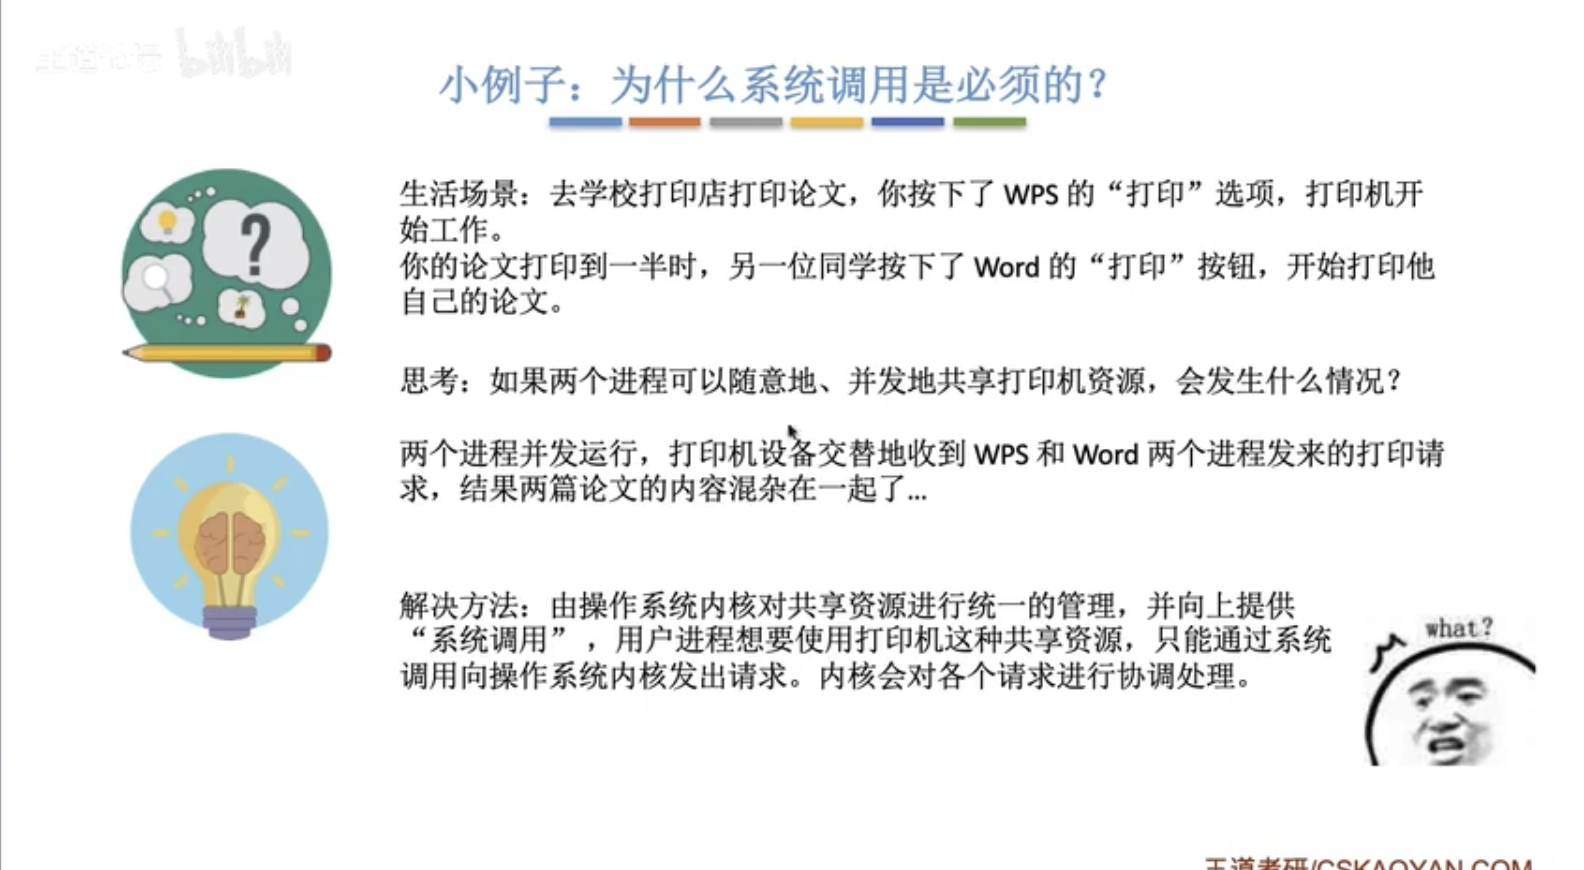 王道论坛 bilibili
小例子：为什么系统调用是必须的？
生活场景：去学校打印店打印论文，你按下了 WPS 的“打印”选项，打印机开
始工作。
你的论文打印到一半时，另一位同学按下了 Word 的“打印”按钮，开始打印他
自己的论文。
?
思考：如果两个进程可以随意地、并发地共享打印机资源，会发生什么情况？
两个进程并发运行，打印机设备交替地收到 WPS 和 Word 两个进程发来的打印请
求，结果两篇论文的内容混杂在一起了...
解决方法：由操作系统内核对共享资源进行统一的管理，并向上提供
“系统调用”，用户进程想要使用打印机这种共享资源，只能通过系统
调用向操作系统内核发出请求。内核会对各个请求进行协调处理。
what?
王道考研/CSKAOYAN.COM